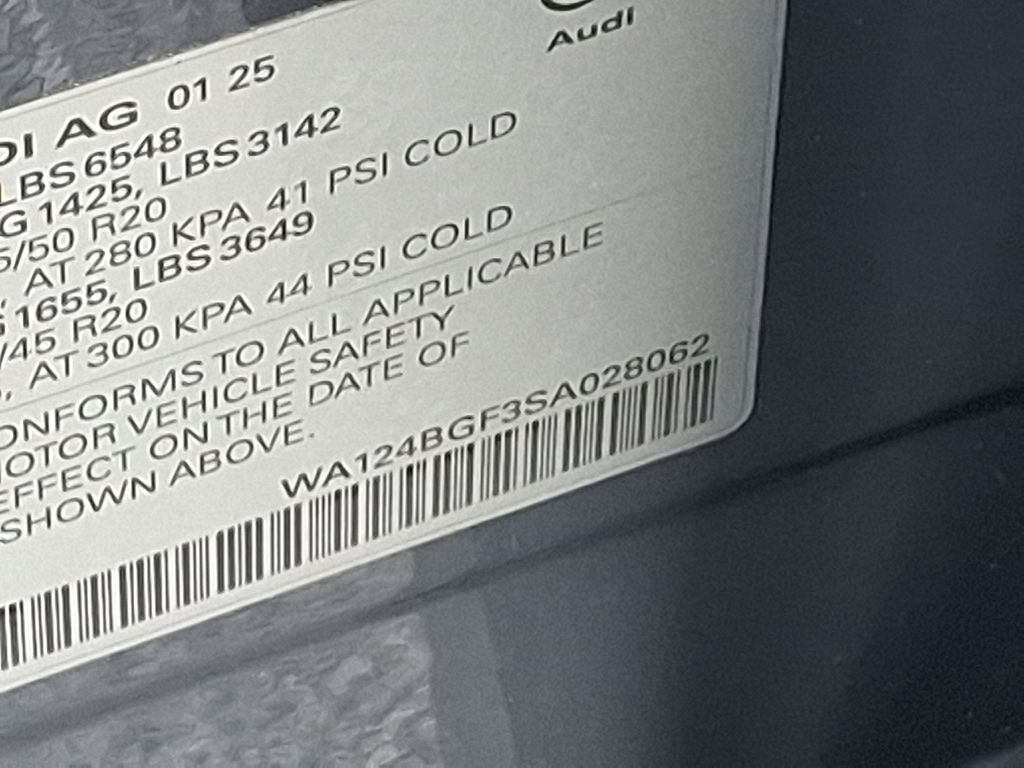 Audi
DI AG 01 25
LBS 6548
G 1425, LBS 3142
5/50 R20
, AT 280 KPA 41 PSI COLD
1655, LBS 3649
/45 R20
, AT 300 KPA 44 PSI COLD
ONFORMS TO ALL APPLICABLE
OTOR VEHICLE SAFETY
EFFECT ON THE DATE OF
SHOWN ABOVE.
WA124BGF3SA028062